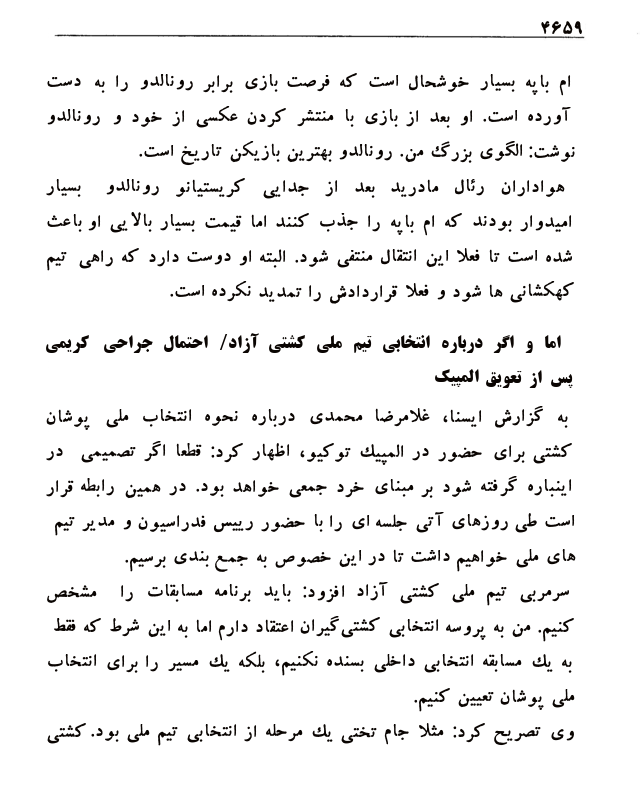 ۴۶۵۹
ام باپه بسیار خوشحال است که فرصت بازی برابر رونالدو را به دست
آورده است. او بعد از بازی با منتشر کردن عکسی از خود و رونالدو
نوشت: الگوی بزرگ من. رونالدو بهترین بازیکن تاریخ است.
هواداران رئال مادرید بعد از جدایی کریستیانو رونالدو بسیار
امیدوار بودند که ام باپه را جذب کنند اما قیمت بسیار بالایی او باعث
شده است تا فعلا این انتقال منتفی شود. البته او دوست دارد که راهی تیم
کهکشانی ها شود و فعلا قراردادش را تمدید نکرده است.
اما و اگر درباره انتخابی تیم ملی کشتی آزاد/ احتمال جراحی کریمی
پس از تعویق المپیک
به گزارش ایسنا، غلامرضا محمدی درباره نحوه انتخاب ملی پوشان
کشتی برای حضور در المپیك توکیو، اظهار کرد: قطعا اگر تصمیمی در
اینباره گرفته شود بر مبنای خرد جمعی خواهد بود. در همین رابطه قرار
است طی روزهای آتی جلسه ای را با حضور رییس فدراسیون و مدیر تیم
های ملی خواهیم داشت تا در این خصوص به جمع بندی برسیم.
سرمربی تیم ملی کشتی آزاد افزود: باید برنامه مسابقات را مشخص
کنیم. من به پروسه انتخابی کشتی‌گیران اعتقاد دارم اما به این شرط که فقط
به یك مسابقه انتخابی داخلی بسنده نکنیم، بلکه یك مسیر را برای انتخاب
ملی پوشان تعیین کنیم.
وی تصریح کرد: مثلا جام تختی یك مرحله از انتخابی تیم ملی بود. کشتی